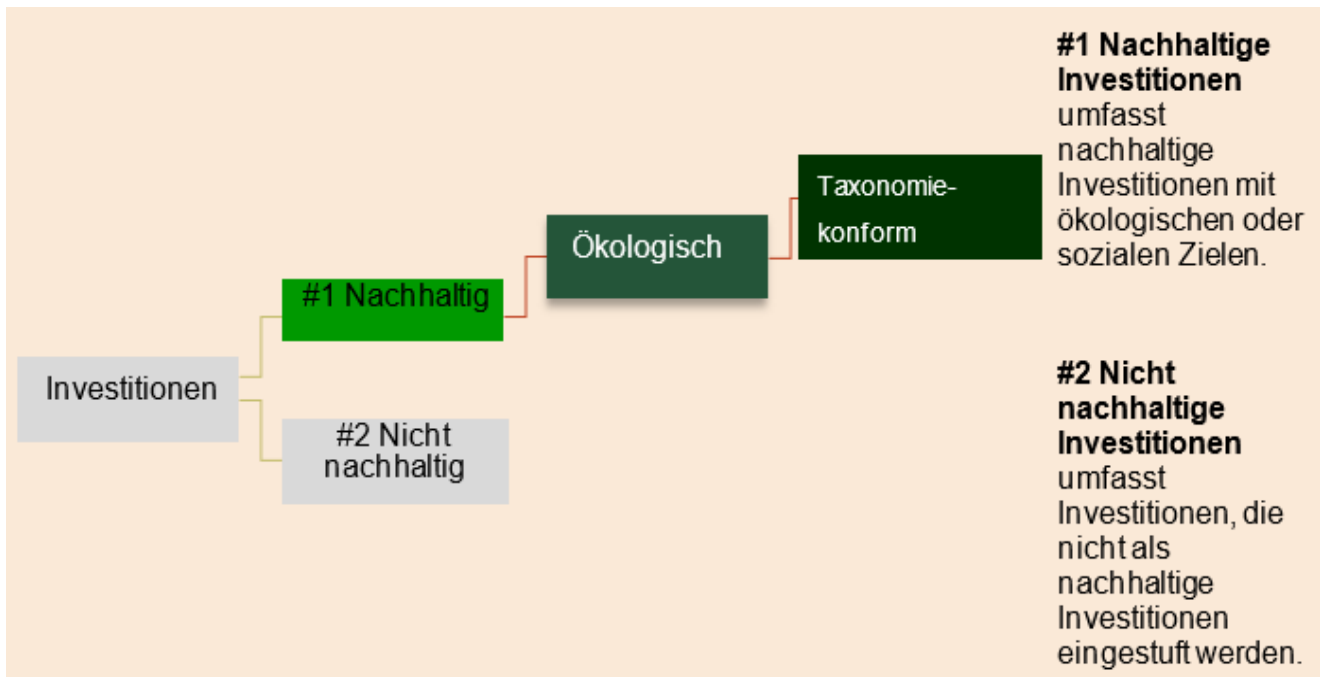 Investitionen
#1 Nachhaltig
#2 Nicht
nachhaltig
Ökologisch
Taxonomie-
konform
#1 Nachhaltige
Investitionen
umfasst
nachhaltige
Investitionen mit
ökologischen oder
sozialen Zielen.
#2 Nicht
nachhaltige
Investitionen
umfasst
Investitionen, die
nicht als
nachhaltige
Investitionen
eingestuft werden.